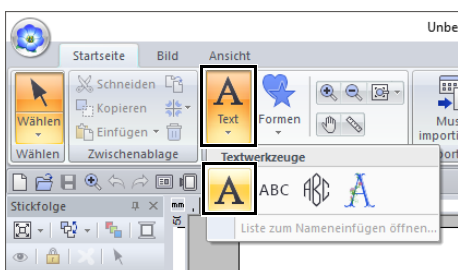 Unbe
Startseite Bild Ansicht
Wählen
Schneiden
Kopieren
Einfügen
A
Text
Formen
Mus
importi
Wählen Zwischenablage
Textwerkzeuge
A ABC ABC A
Stickfolge
mm
Liste zum Nameneinfügen öffnen...